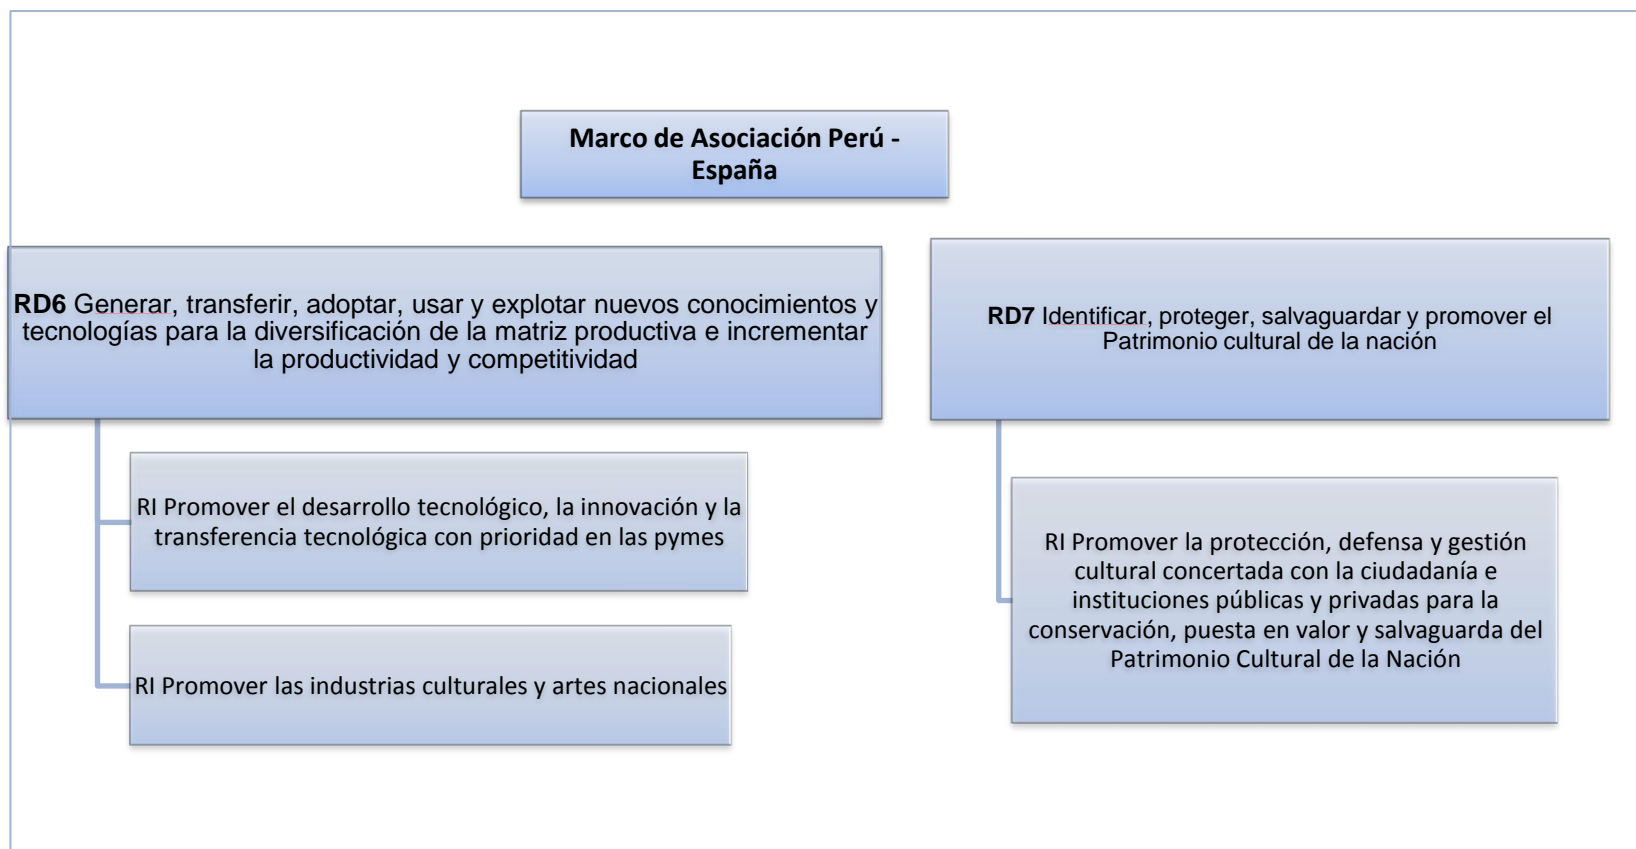 Marco de Asociación Perú -
España
RD6 Generar, transferir, adoptar, usar y explotar nuevos conocimientos y
tecnologías para la diversificación de la matriz productiva e incrementar
la productividad y competitividad
RI Promover el desarrollo tecnológico, la innovación y la
transferencia tecnológica con prioridad en las pymes
RI Promover las industrias culturales y artes nacionales
RD7 Identificar, proteger, salvaguardar y promover el
Patrimonio cultural de la nación
RI Promover la protección, defensa y gestión
cultural concertada con la ciudadanía e
instituciones públicas y privadas para la
conservación, puesta en valor y salvaguarda del
Patrimonio Cultural de la Nación